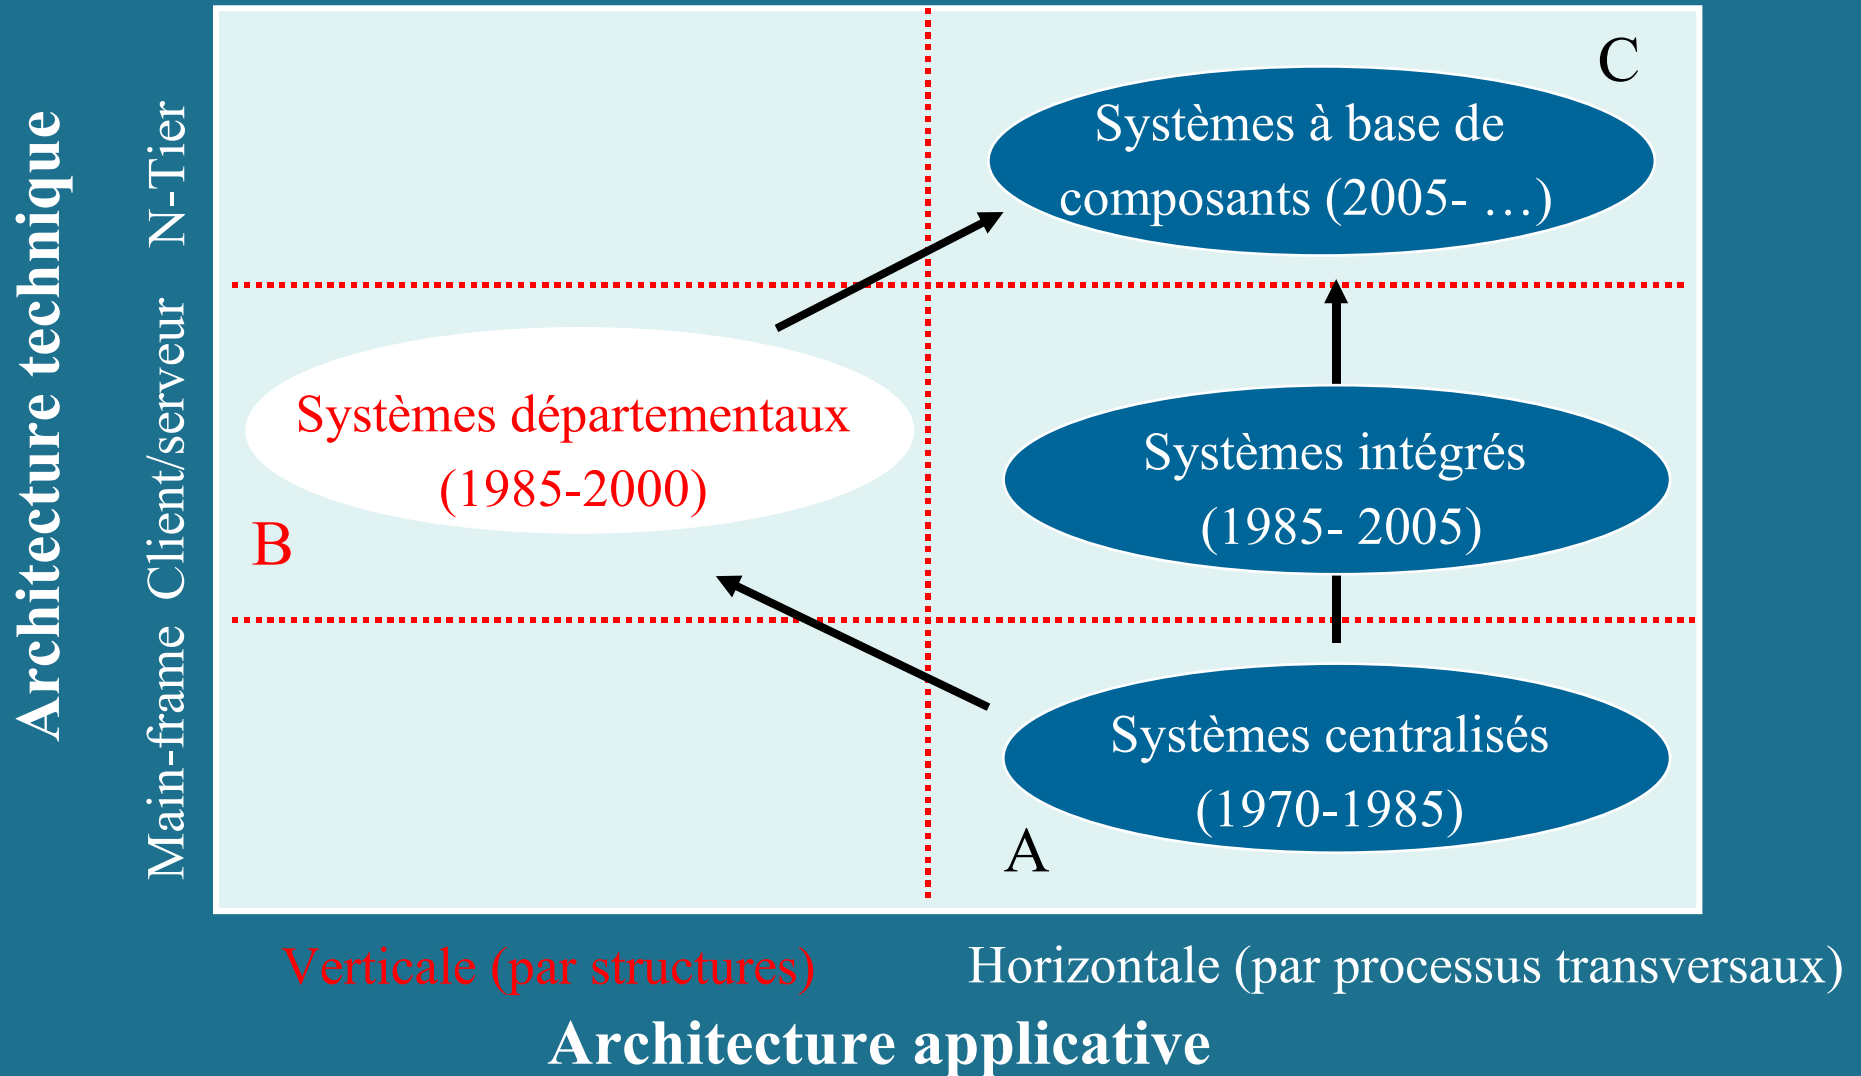 Architecture technique
N-Tier
Client/serveur
Main-frame
C
Systèmes à base de
composants (2005- …)
Systèmes départementaux
(1985-2000)
B
Systèmes intégrés
(1985- 2005)
Systèmes centralisés
(1970-1985)
A
Verticale (par structures)
Horizontale (par processus transversaux)
Architecture applicative